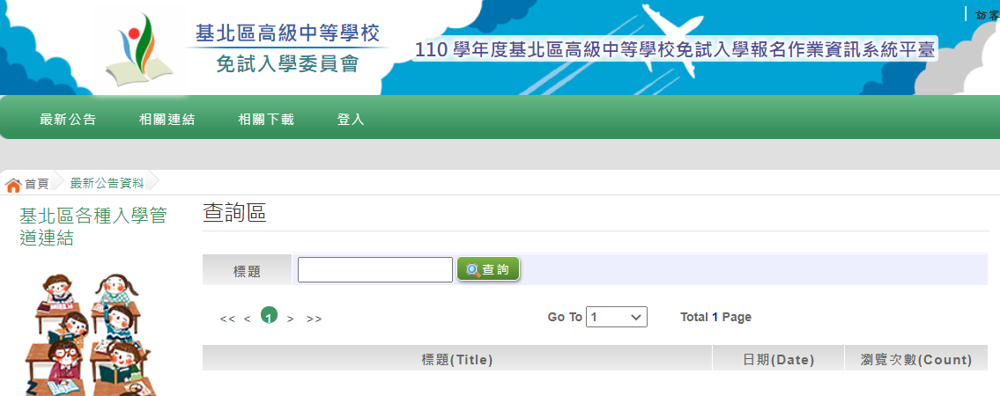 訪客
基北區高級中等學校
免試入學委員會
110 學年度基北區高級中等學校免試入學報名作業資訊系統平臺
最新公告 相關連結 相關下載 登入
首頁 最新公告資料
基北區各種入學管
道連結
查詢區
標題 查詢
<< < 1 > >> Go To 1 Total 1 Page
標題(Title) 日期(Date) 瀏覽次數(Count)